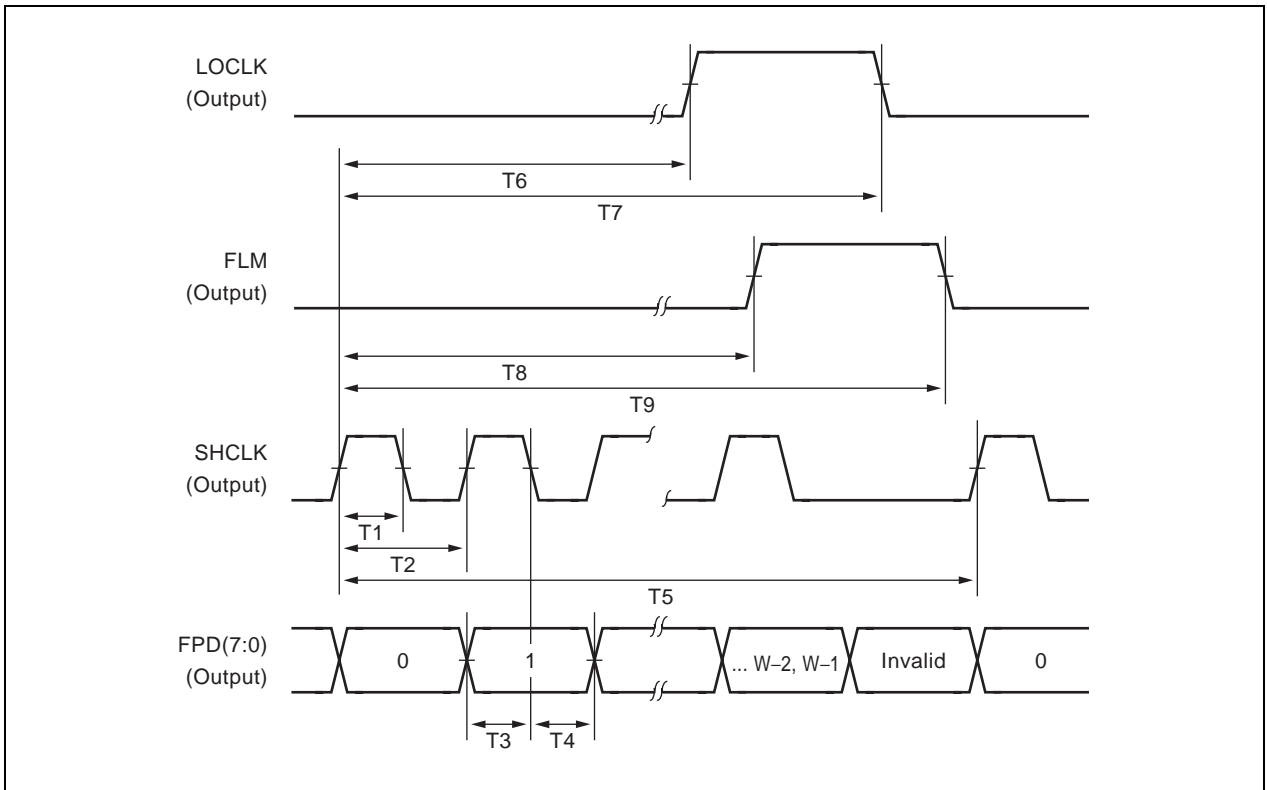 LOCLK
(Output)
T6
T7
FLM
(Output)
T8
T9
SHCLK
(Output)
T1
T2
T5
FPD(7:0)
(Output)
0
1
... W–2, W–1
Invalid
0
T3
T4